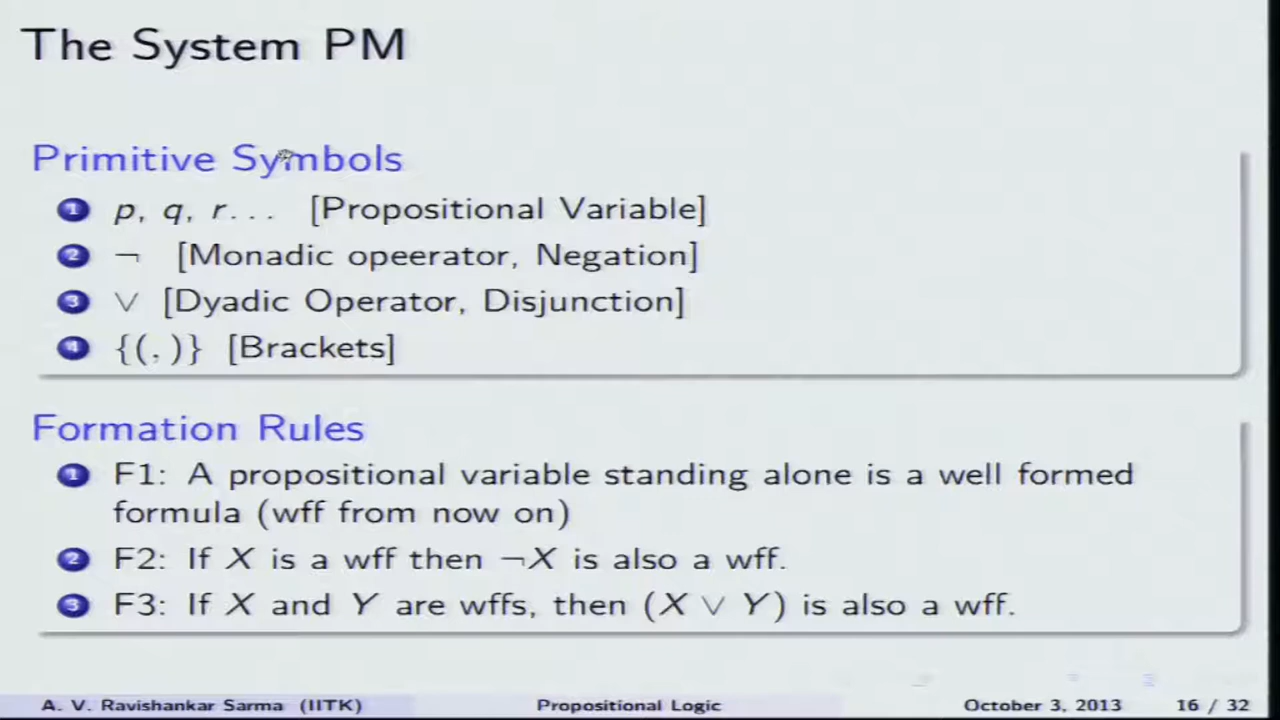 The System PM
Primitive Symbols
1 p, q, r... [Propositional Variable]
2 ¬ [Monadic opeerator, Negation]
3 ∨ [Dyadic Operator, Disjunction]
4 {(, )} [Brackets]
Formation Rules
1 F1: A propositional variable standing alone is a well formed
formula (wff from now on)
2 F2: If X is a wff then ¬X is also a wff.
3 F3: If X and Y are wffs, then (X ∨ Y) is also a wff.
A. V. Ravishankar Sarma (IITK) Propositional Logic October 3, 2013 16 / 32